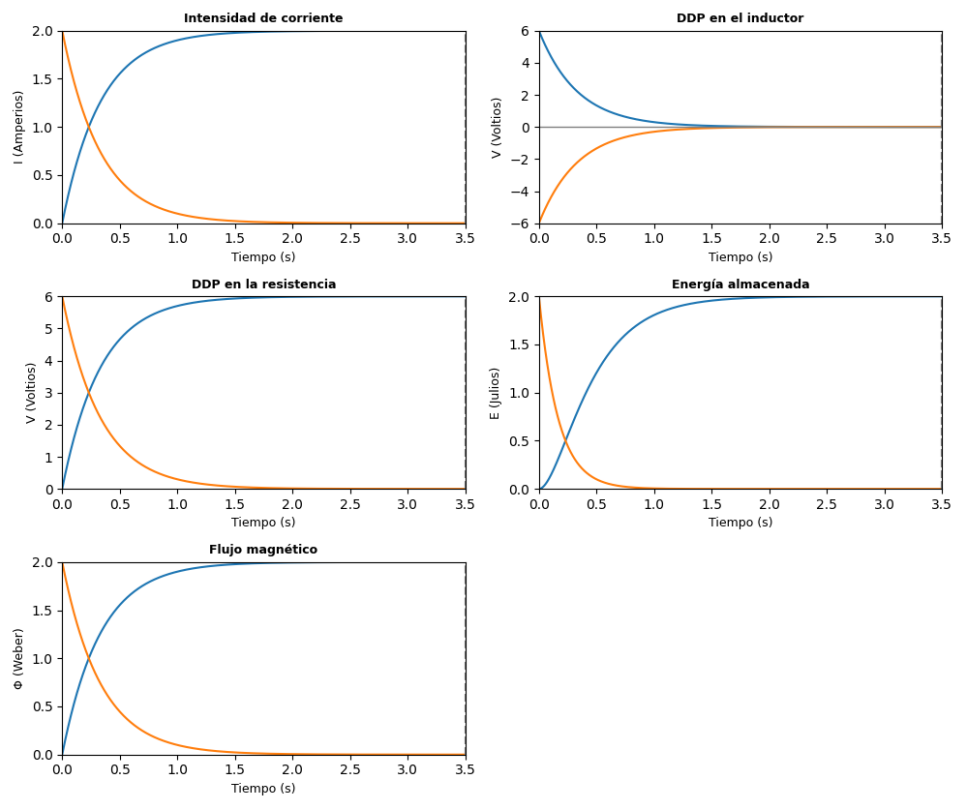 Intensidad de corriente
I (Amperios)
2.0
1.5
1.0
0.5
0.0
0.0 0.5 1.0 1.5 2.0 2.5 3.0 3.5
Tiempo (s)
DDP en el inductor
V (Voltios)
6
4
2
0
−2
−4
−6
0.0 0.5 1.0 1.5 2.0 2.5 3.0 3.5
Tiempo (s)
DDP en la resistencia
V (Voltios)
6
5
4
3
2
1
0
0.0 0.5 1.0 1.5 2.0 2.5 3.0 3.5
Tiempo (s)
Energía almacenada
E (Julios)
2.0
1.5
1.0
0.5
0.0
0.0 0.5 1.0 1.5 2.0 2.5 3.0 3.5
Tiempo (s)
Flujo magnético
Φ (Weber)
2.0
1.5
1.0
0.5
0.0
0.0 0.5 1.0 1.5 2.0 2.5 3.0 3.5
Tiempo (s)